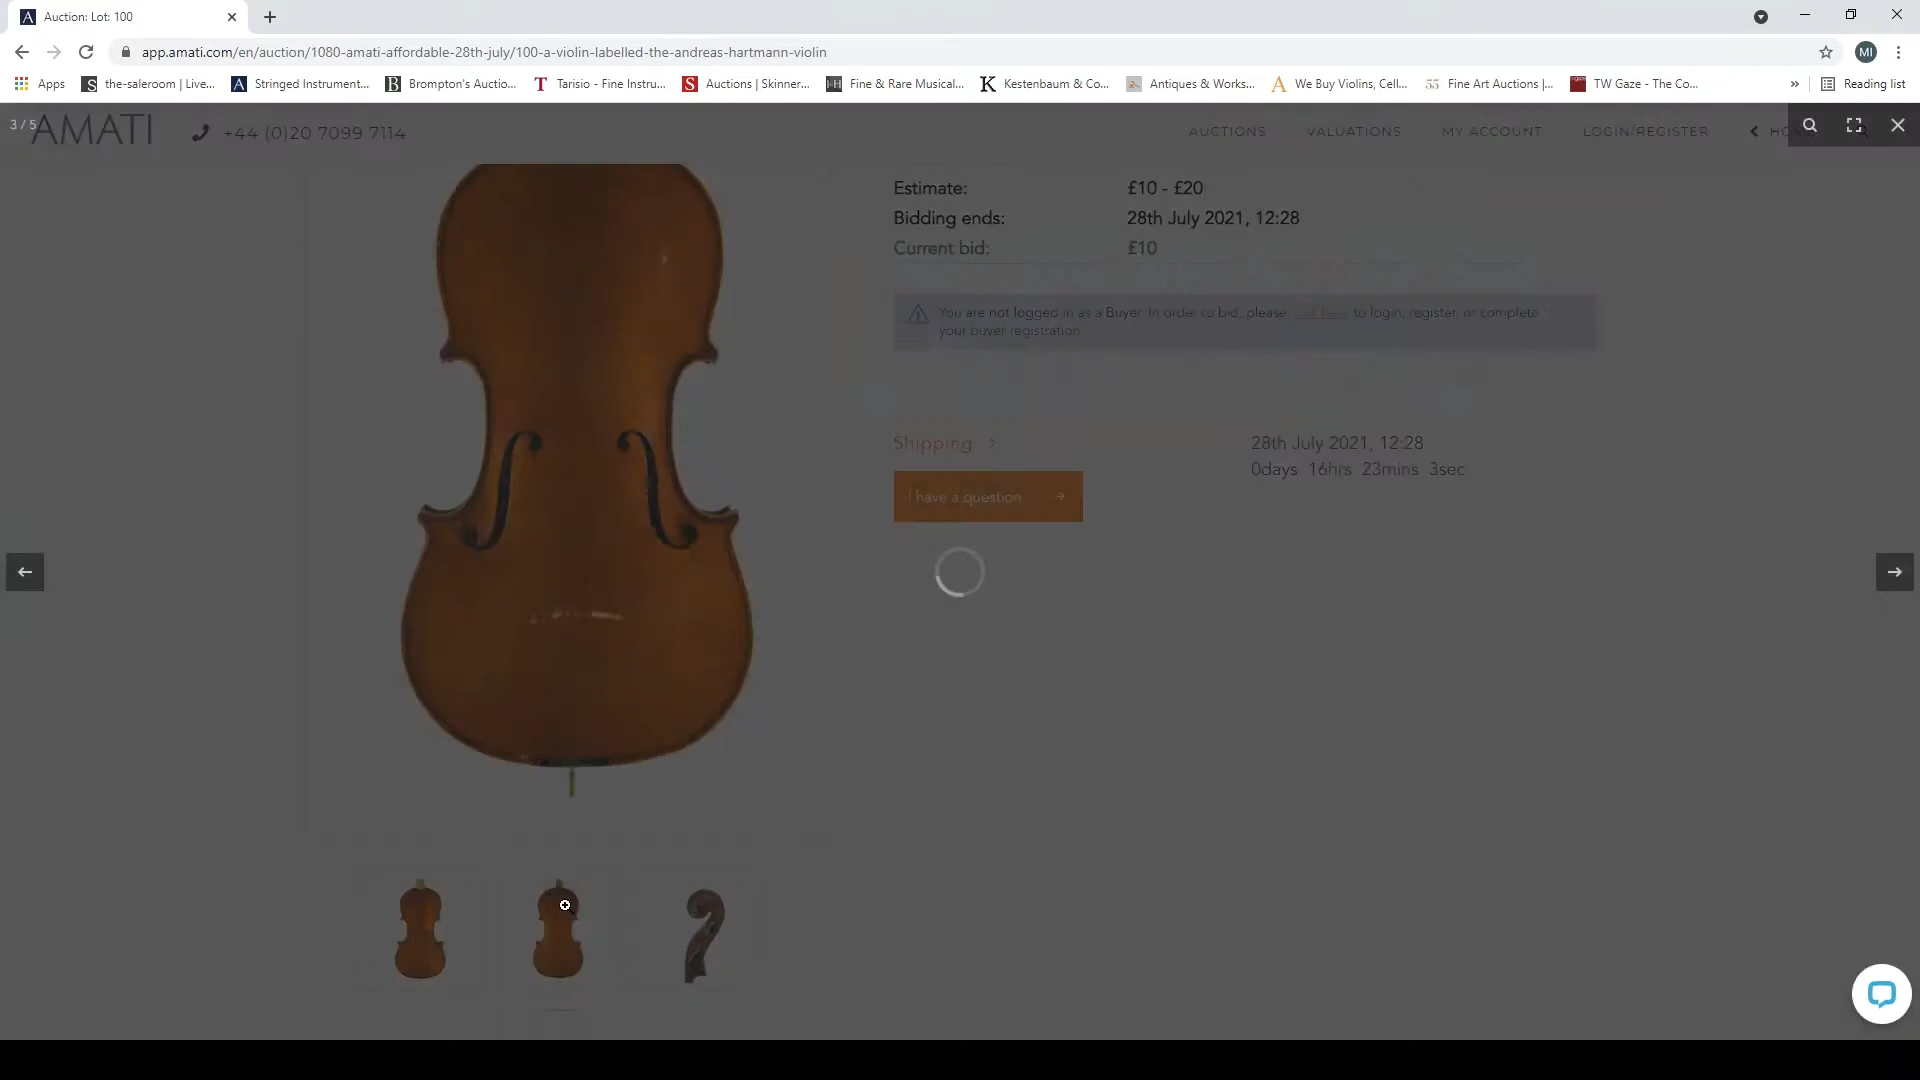 Auction: Lot: 100
app.amati.com/en/auction/1080-amati-affordable-28th-july/100-a-violin-labelled-the-andreas-hartmann-violin
MI
Apps
the-saleroom | Live...
Stringed Instrument...
Brompton's Auctio...
Tarisio - Fine Instru...
Auctions | Skinner...
Fine & Rare Musical...
Kestenbaum & Co...
Antiques & Works...
We Buy Violins, Cell...
Fine Art Auctions |...
TW Gaze - The Co...
»
Reading list
3 / 5
AMATI
+44 (0)20 7099 7114
AUCTIONS
VALUATIONS
MY ACCOUNT
LOGIN/REGISTER
Estimate: £10 - £20
Bidding ends: 28th July 2021, 12:28
Current bid: £10
You are not logged in as a Buyer. In order to bid, please click here to login, register, or complete
your buyer registration
Shipping
28th July 2021, 12:28
0days 16hrs 23mins 3sec
I have a question